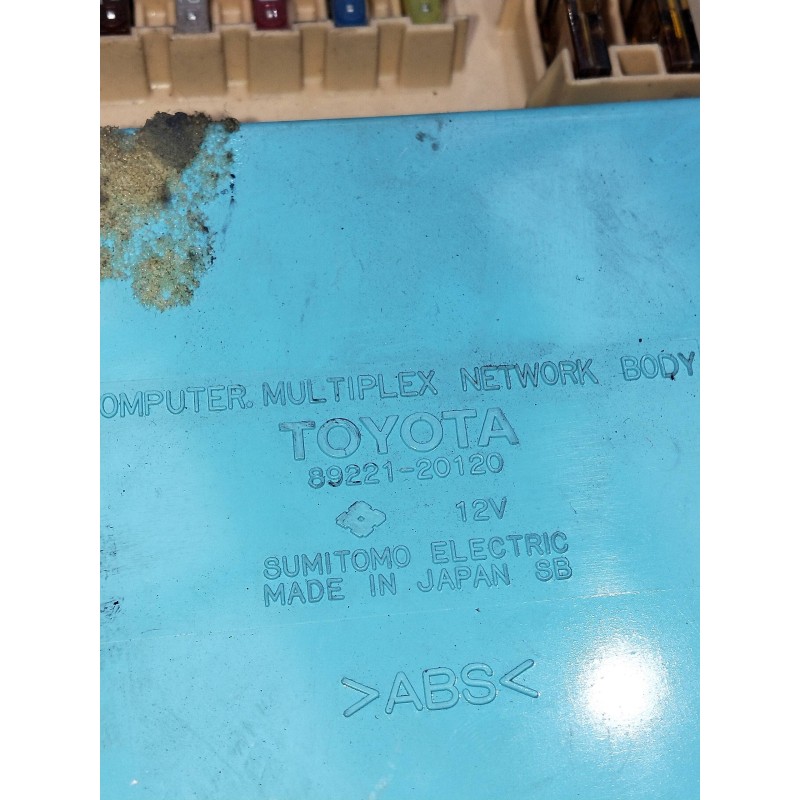 OMPUTER. MULTIPLEX NETWORK BODY
TOYOTA
89221-20120
12V
SUMITOMO ELECTRIC
MADE IN JAPAN SB
>ABS<